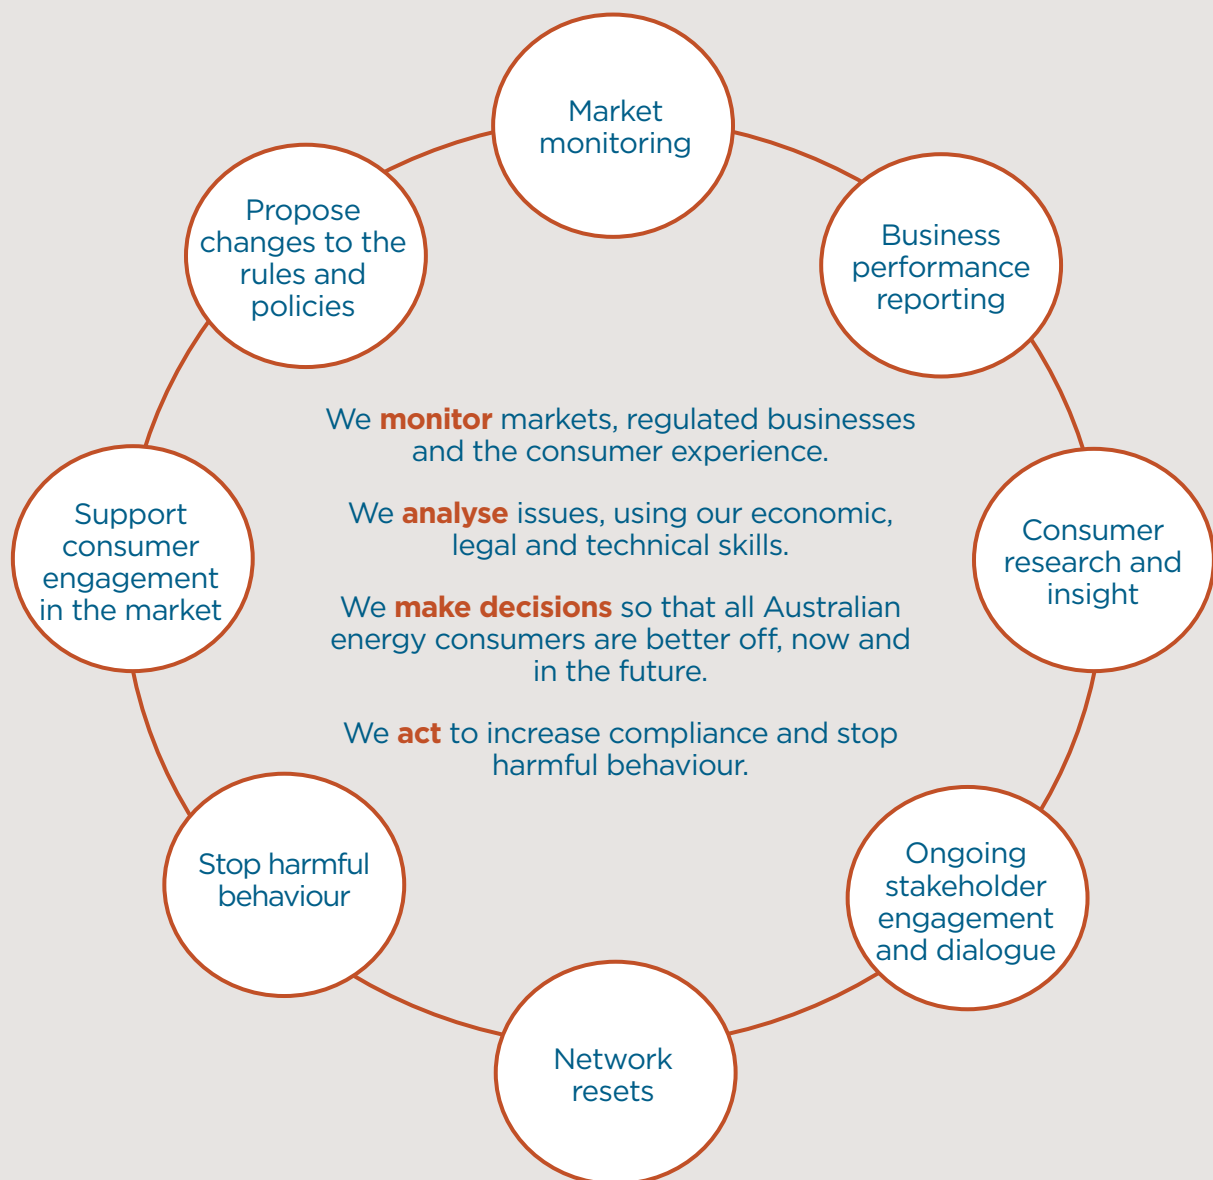 Market
monitoring
Business
performance
reporting
Consumer
research and
insight
Ongoing
stakeholder
engagement
and dialogue
Network
resets
Stop harmful
behaviour
Support
consumer
engagement
in the market
Propose
changes to the
rules and
policies
We monitor markets, regulated businesses
and the consumer experience.
We analyse issues, using our economic,
legal and technical skills.
We make decisions so that all Australian
energy consumers are better off, now and
in the future.
We act to increase compliance and stop
harmful behaviour.